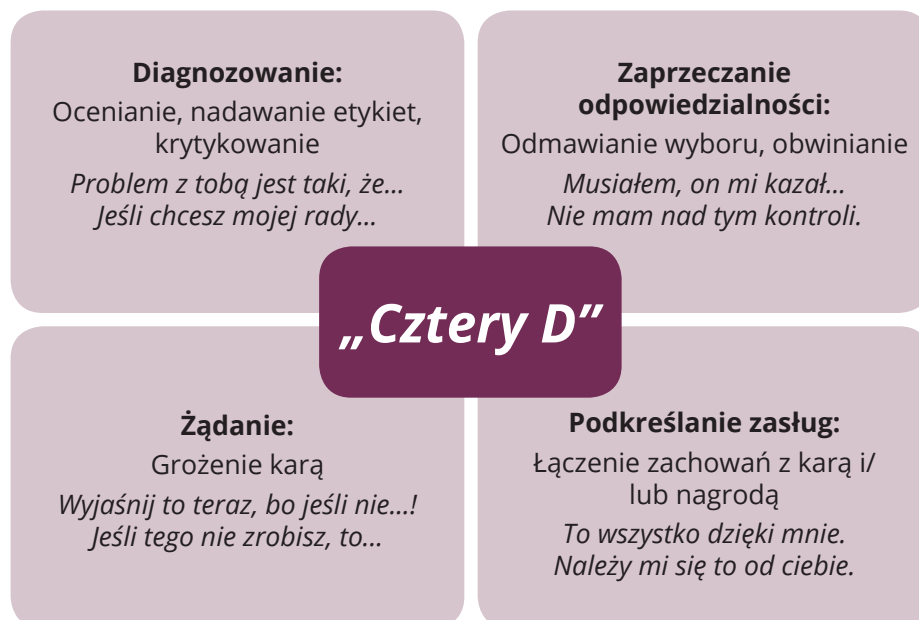 Diagnozowanie:
Ocenianie, nadawanie etykiet,
krytykowanie
Problem z tobą jest taki, że...
Jeśli chcesz mojej rady...
Zaprzeczanie
odpowiedzialności:
Odmawianie wyboru, obwinianie
Musiałem, on mi kazał...
Nie mam nad tym kontroli.
„Cztery D”
Żądanie:
Grożenie karą
Wyjaśnij to teraz, bo jeśli nie...!
Jeśli tego nie zrobisz, to...
Podkreślanie zasług:
Łączenie zachowań z karą i/
lub nagrodą
To wszystko dzięki mnie.
Należy mi się to od ciebie.